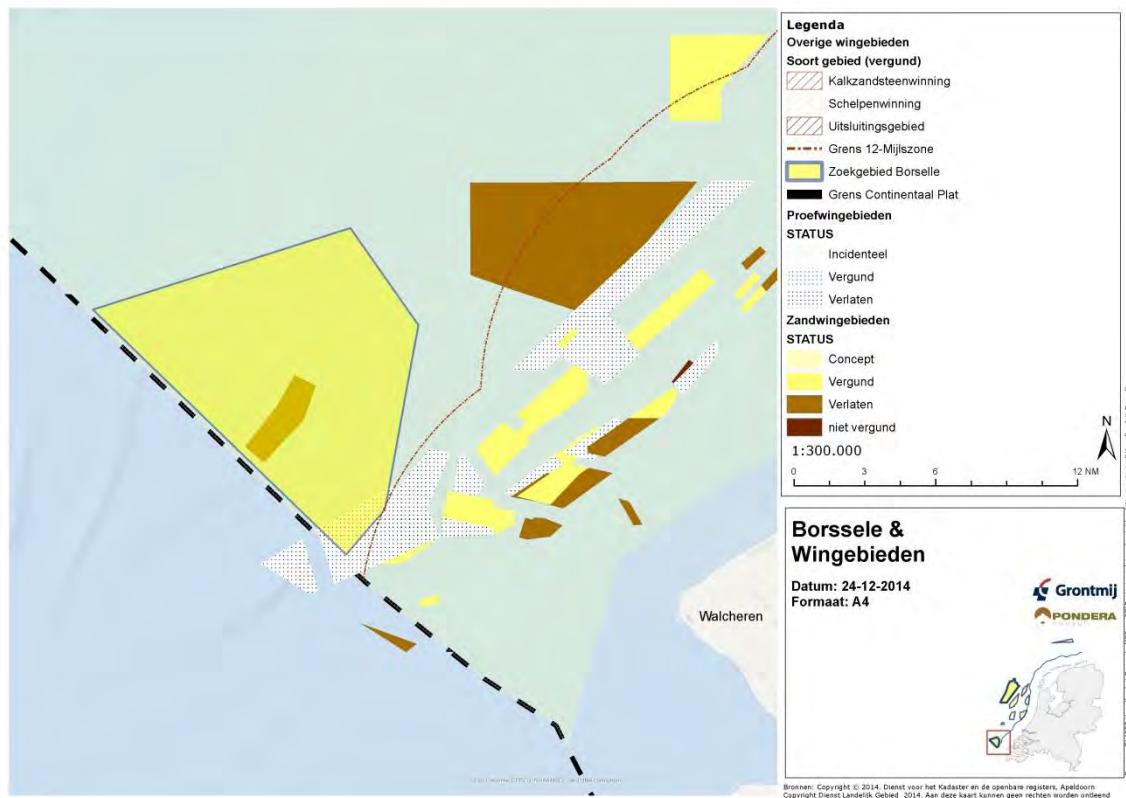 Legenda
Overige wingebieden
Soort gebied (vergund)
Kalkzandsteenwinning
Schelpenwinning
Uitsluitingsgebied
Grens 12-Mijlszone
Zoekgebied Borselle
Grens Continentaal Plat
Proefwingebieden
STATUS
Incidenteel
Vergund
Verlaten
Zandwingebieden
STATUS
Concept
Vergund
Verlaten
niet vergund
1:300.000
N
0 3 6 12 NM
Borssele &
Wingebieden
Datum: 24-12-2014
Formaat: A4
Grontmij
PONDERA
Walcheren
Bronnen: Copyright © 2014, Dienst voor het Kadaster en de openbare registers, Apeldoorn
Copyright Dienst Landelijk Gebied 2014. Aan deze kaart kunnen geen rechten worden ontleend